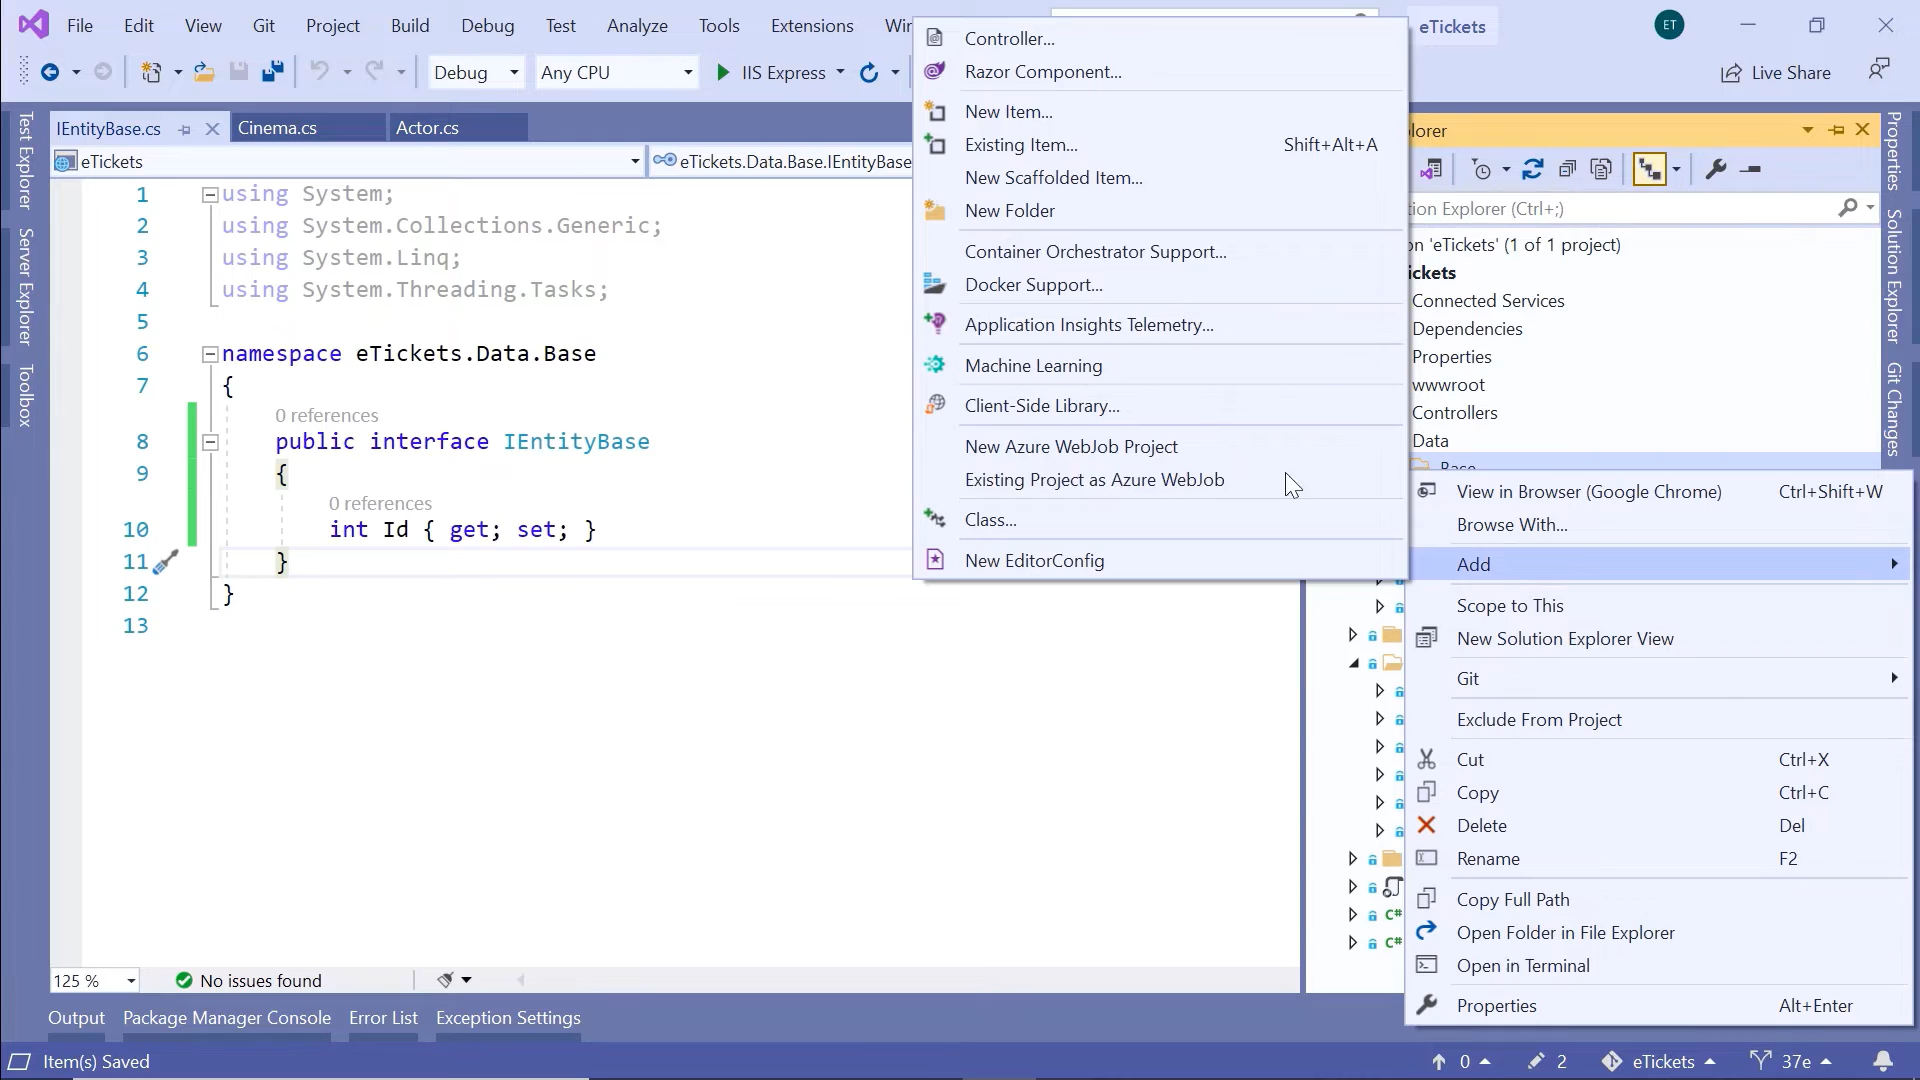 File Edit View Git Project Build Debug Test Analyze Tools Extensions Win
eTickets
ET
Debug Any CPU IIS Express
Live Share
Test Explorer
Server Explorer
Toolbox
IEntityBase.cs Cinema.cs Actor.cs
eTickets eTickets.Data.Base.IEntityBase
1 using System;
2 using System.Collections.Generic;
3 using System.Linq;
4 using System.Threading.Tasks;
5
6 namespace eTickets.Data.Base
7 {
0 references
8 public interface IEntityBase
9 {
0 references
10 int Id { get; set; }
11 }
12 }
13
Controller...
Razor Component...
New Item...
Existing Item... Shift+Alt+A
New Scaffolded Item...
New Folder
Container Orchestrator Support...
Docker Support...
Application Insights Telemetry...
Machine Learning
Client-Side Library...
New Azure WebJob Project
Existing Project as Azure WebJob
Class...
New EditorConfig
lorer
tion Explorer (Ctrl+;)
on 'eTickets' (1 of 1 project)
ickets
Connected Services
Dependencies
Properties
wwwroot
Controllers
Data
Base
C#
C#
View in Browser (Google Chrome) Ctrl+Shift+W
Browse With...
Add
Scope to This
New Solution Explorer View
Git
Exclude From Project
Cut Ctrl+X
Copy Ctrl+C
Delete Del
Rename F2
Copy Full Path
Open Folder in File Explorer
Open in Terminal
Properties Alt+Enter
Properties
Solution Explorer
Git Changes
125 % No issues found
Output Package Manager Console Error List Exception Settings
Item(s) Saved 0 2 eTickets 37e